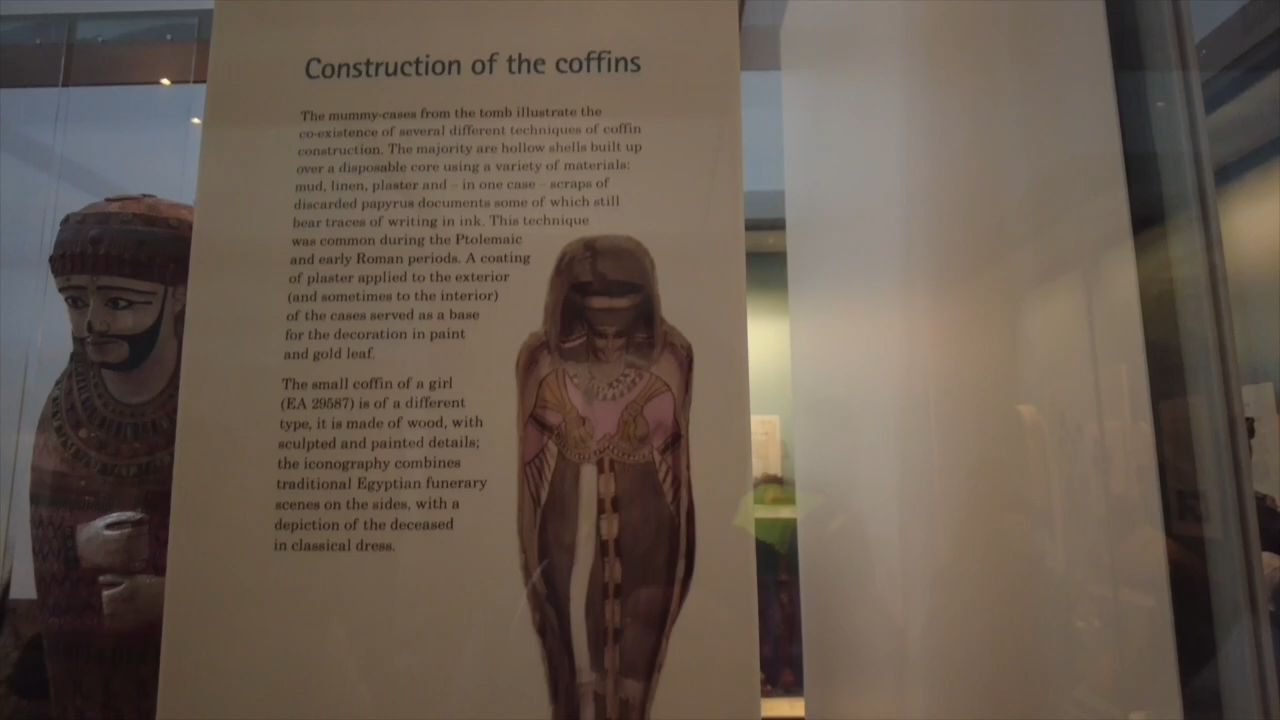 Construction of the coffins
The mummy-cases from the tomb illustrate the
co-existence of several different techniques of coffin
construction. The majority are hollow shells built up
over a disposable core using a variety of materials:
mud, linen, plaster and – in one case – scraps of
discarded papyrus documents some of which still
bear traces of writing in ink. This technique
was common during the Ptolemaic
and early Roman periods. A coating
of plaster applied to the exterior
(and sometimes to the interior)
of the cases served as a base
for the decoration in paint
and gold leaf.
The small coffin of a girl
(EA 29587) is of a different
type, it is made of wood, with
sculpted and painted details;
the iconography combines
traditional Egyptian funerary
scenes on the sides, with a
depiction of the deceased
in classical dress.